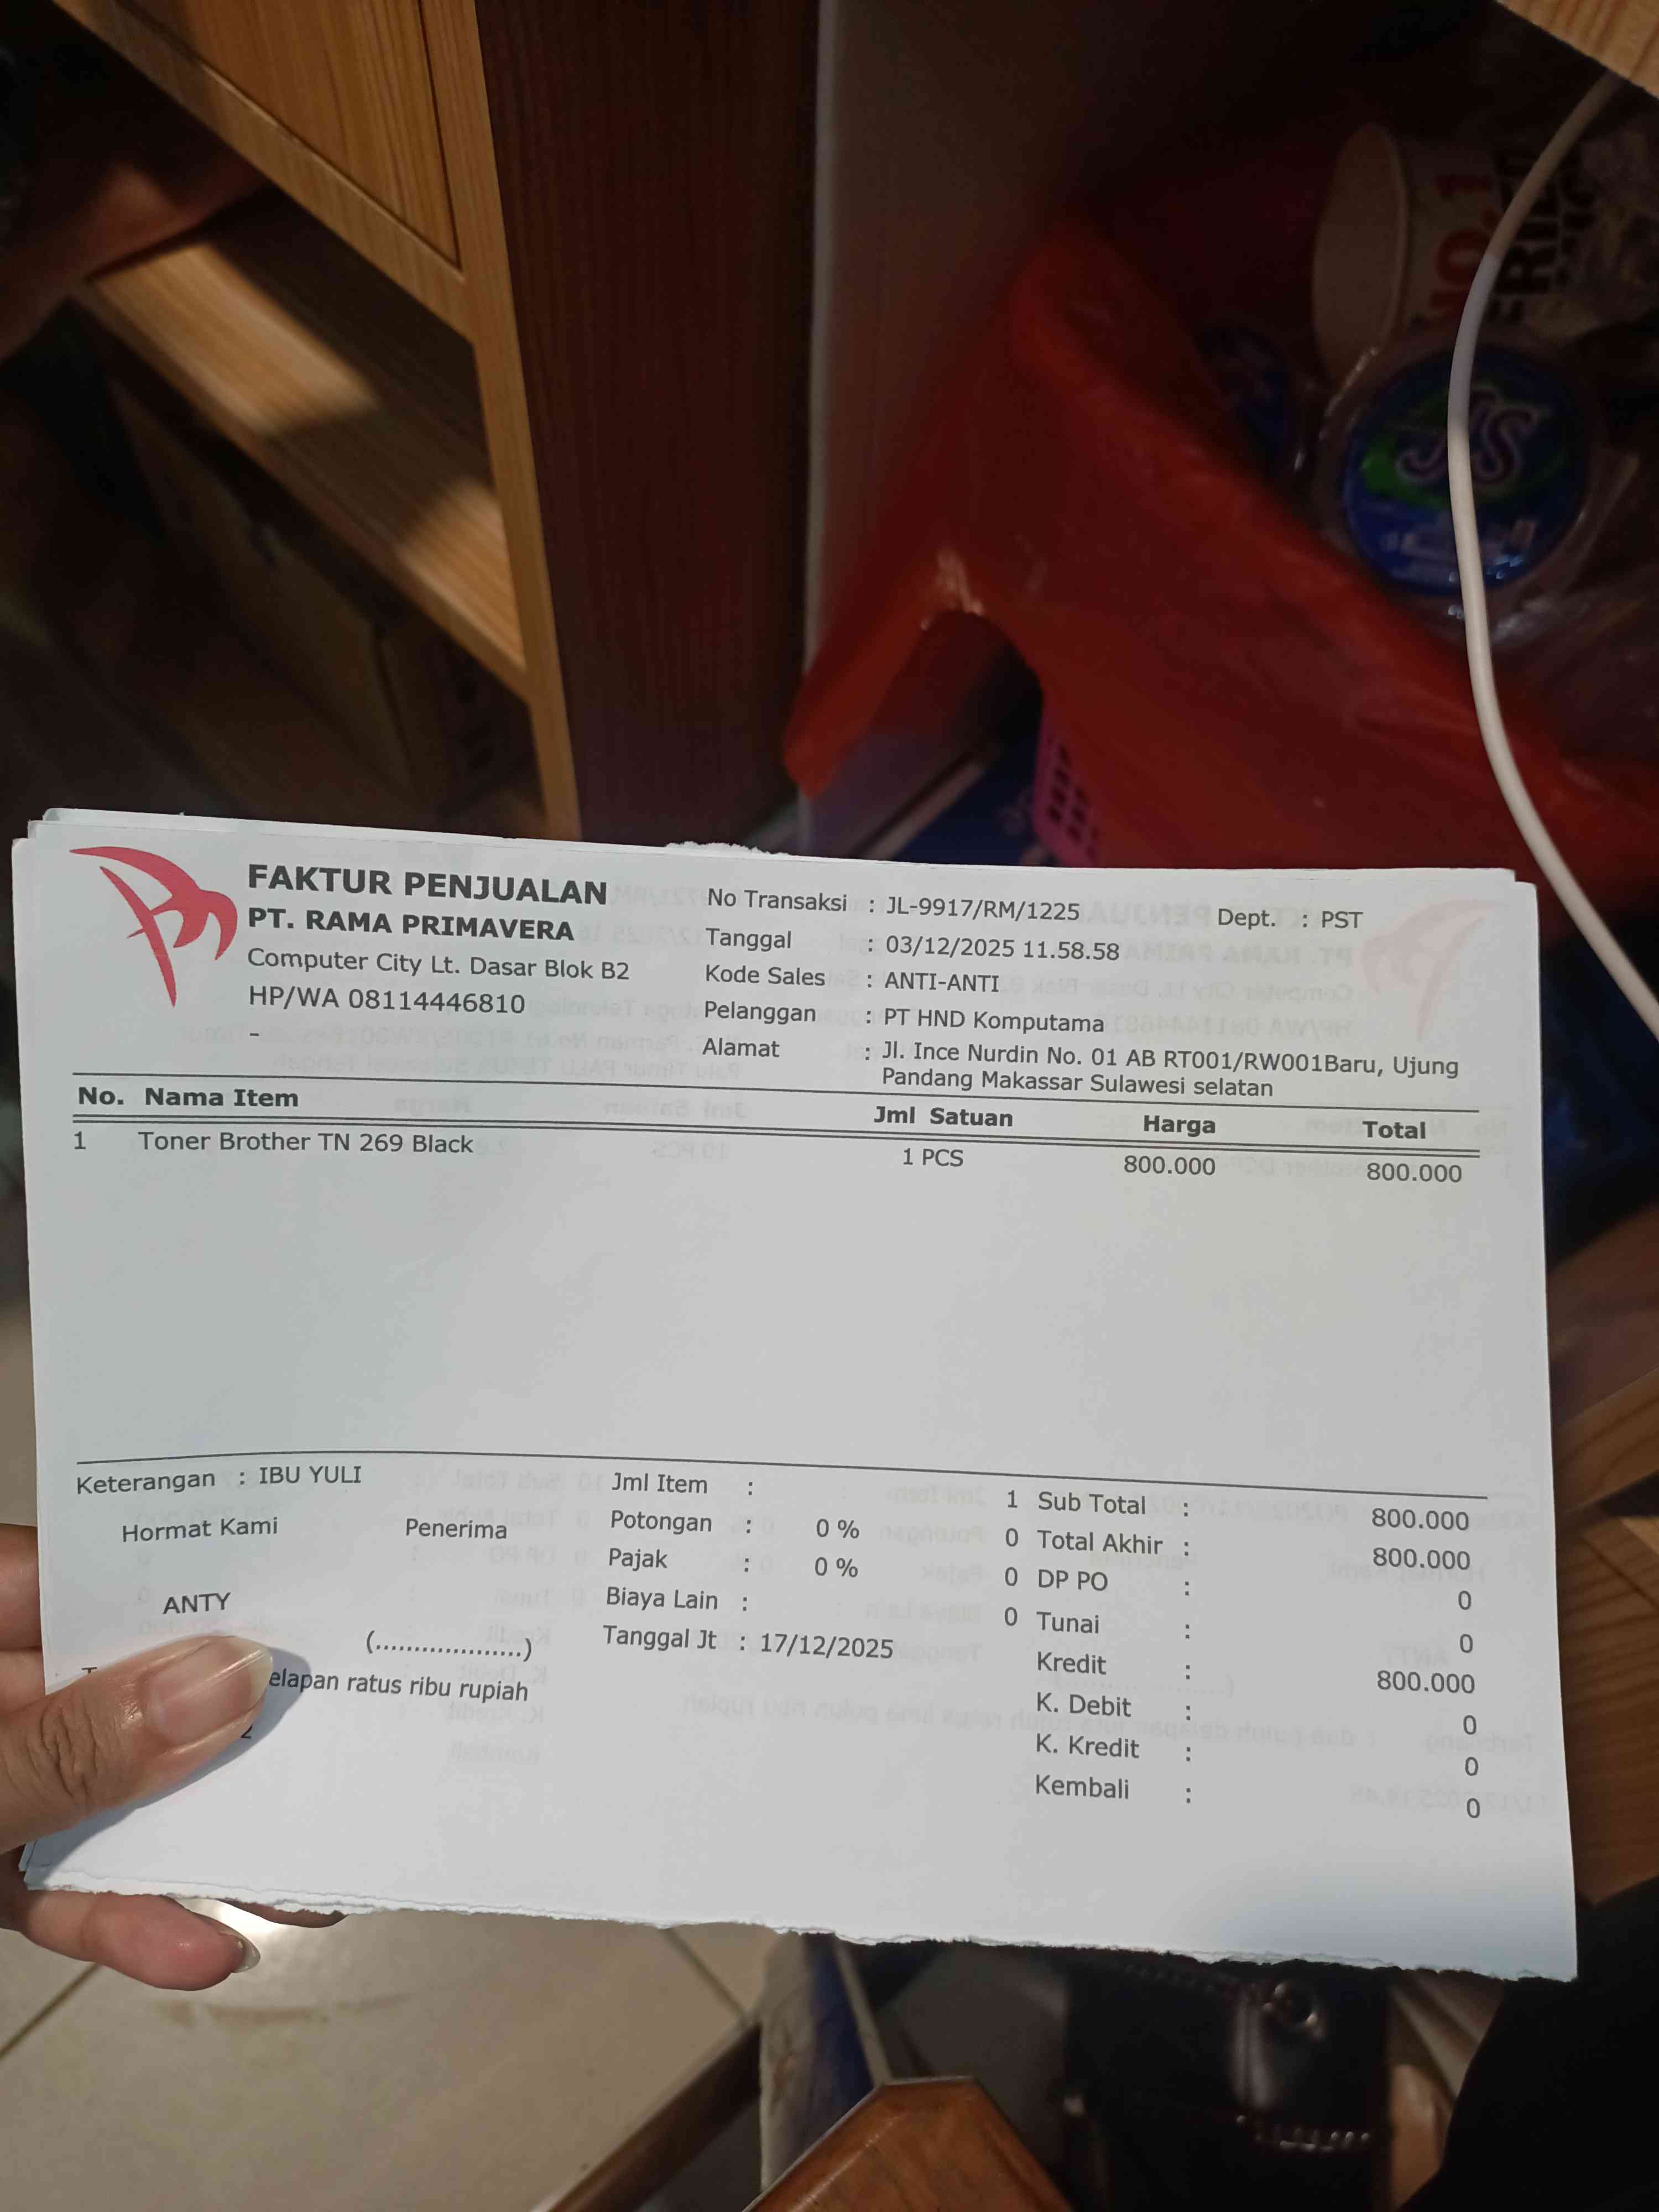 NO.1
JS
FAKTUR PENJUALAN
PT. RAMA PRIMAVERA
Computer City Lt. Dasar Blok B2
HP/WA 08114446810
-
No Transaksi : JL-9917/RM/1225 Dept. : PST
Tanggal : 03/12/2025 11.58.58
Kode Sales : ANTI-ANTI
Pelanggan : PT HND Komputama
Alamat : Jl. Ince Nurdin No. 01 AB RT001/RW001Baru, Ujung
Pandang Makassar Sulawesi selatan
No. Nama Item Jml Satuan Harga Total
1 Toner Brother TN 269 Black 1 PCS 800.000 800.000
Keterangan : IBU YULI
Hormat Kami Penerima
ANTY
(...................)
elapan ratus ribu rupiah
Jml Item : 1
Potongan : 0 % 0
Pajak : 0 % 0
Biaya Lain : 0
Tanggal Jt : 17/12/2025
Sub Total : 800.000
Total Akhir : 800.000
DP PO : 0
Tunai : 0
Kredit : 800.000
K. Debit : 0
K. Kredit : 0
Kembali : 0